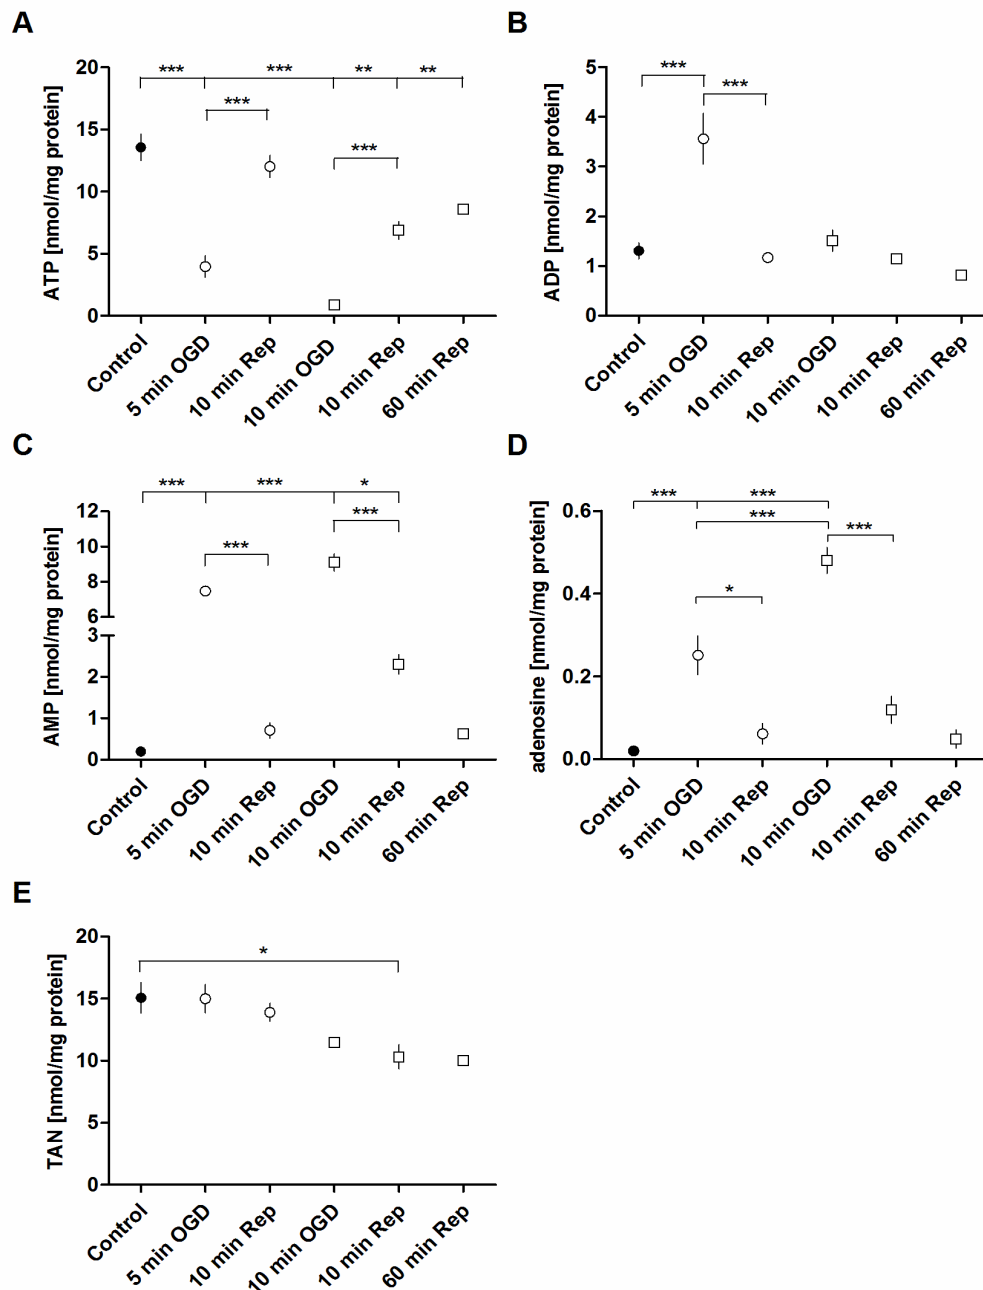 A
ATP [nmol/mg protein]
20
15
10
5
0
*** *** ** **
***
***
Control
5 min OGD
10 min Rep
10 min OGD
10 min Rep
60 min Rep
B
ADP [nmol/mg protein]
5
4
3
2
1
0
***
***
Control
5 min OGD
10 min Rep
10 min OGD
10 min Rep
60 min Rep
C
AMP [nmol/mg protein]
12
10
8
6
3
2
1
0
*** *** *
***
***
Control
5 min OGD
10 min Rep
10 min OGD
10 min Rep
60 min Rep
D
adenosine [nmol/mg protein]
0.6
0.4
0.2
0.0
*** ***
***
***
*
Control
5 min OGD
10 min Rep
10 min OGD
10 min Rep
60 min Rep
E
TAN [nmol/mg protein]
20
15
10
5
0
*
Control
5 min OGD
10 min Rep
10 min OGD
10 min Rep
60 min Rep